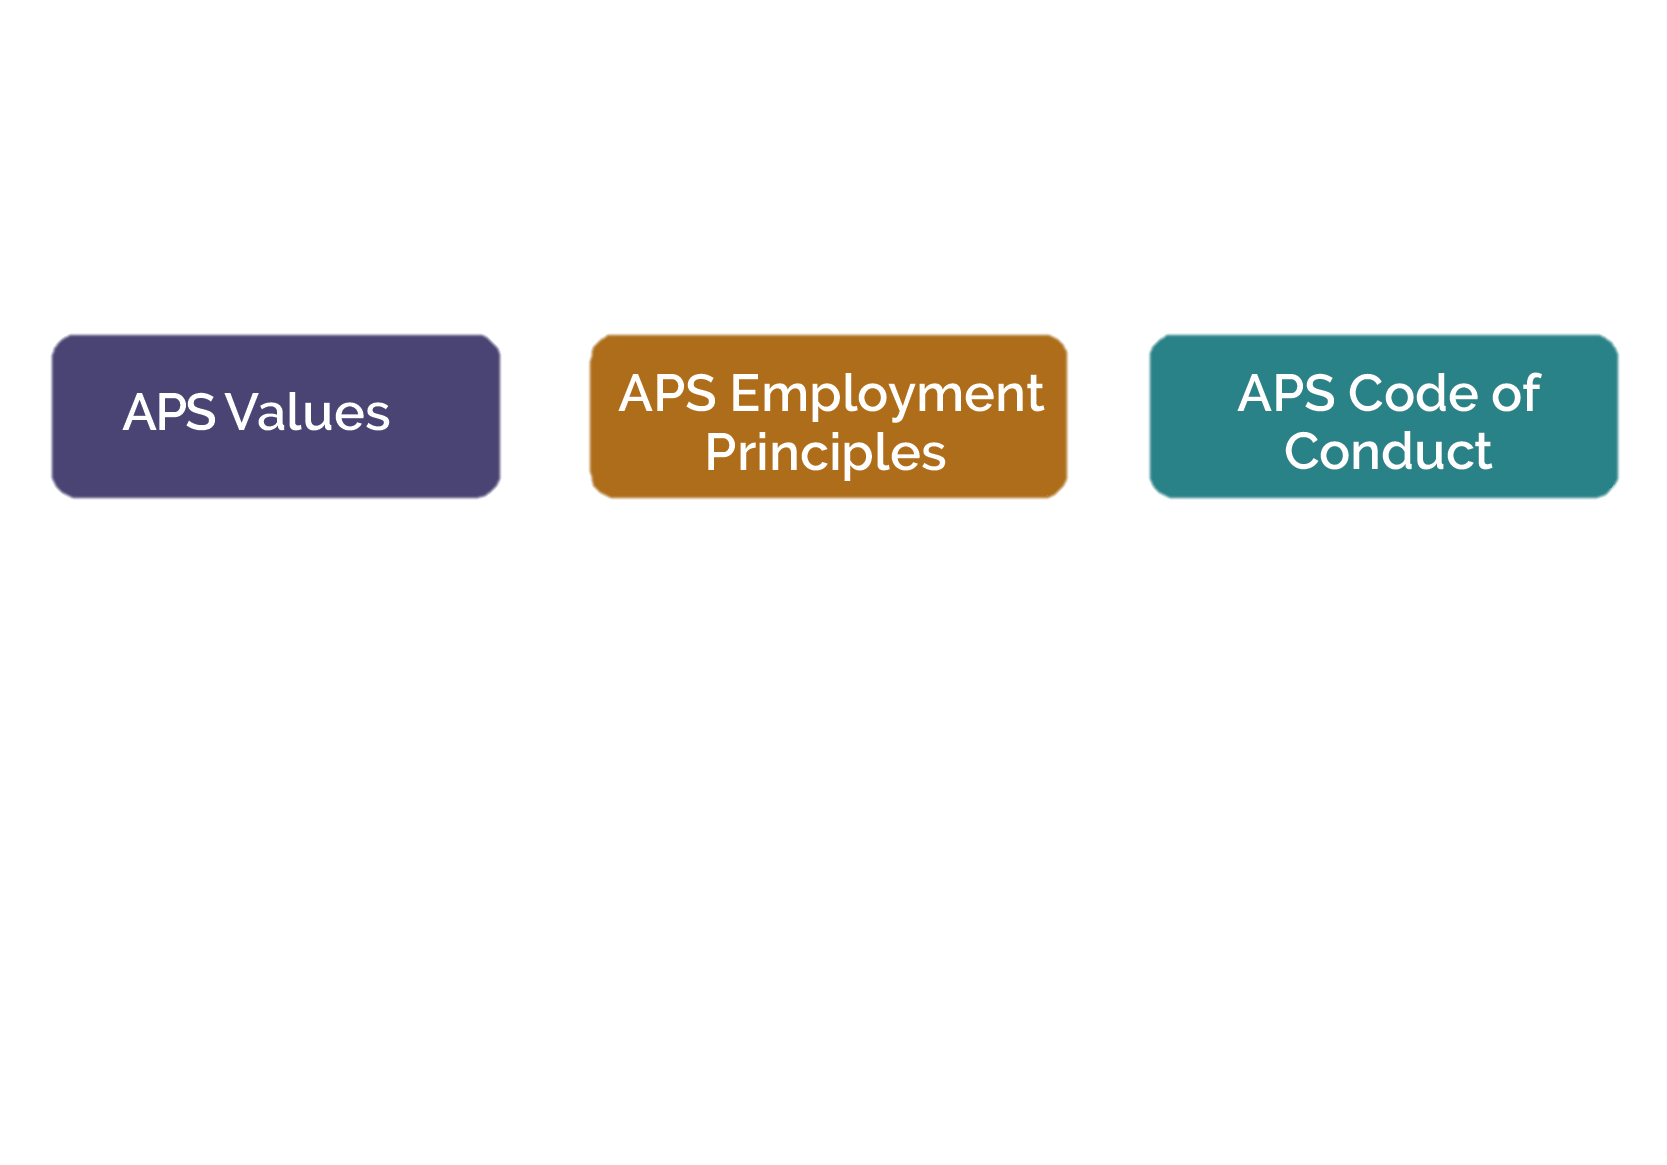 APS Values
APS Employment
Principles
APS Code of
Conduct